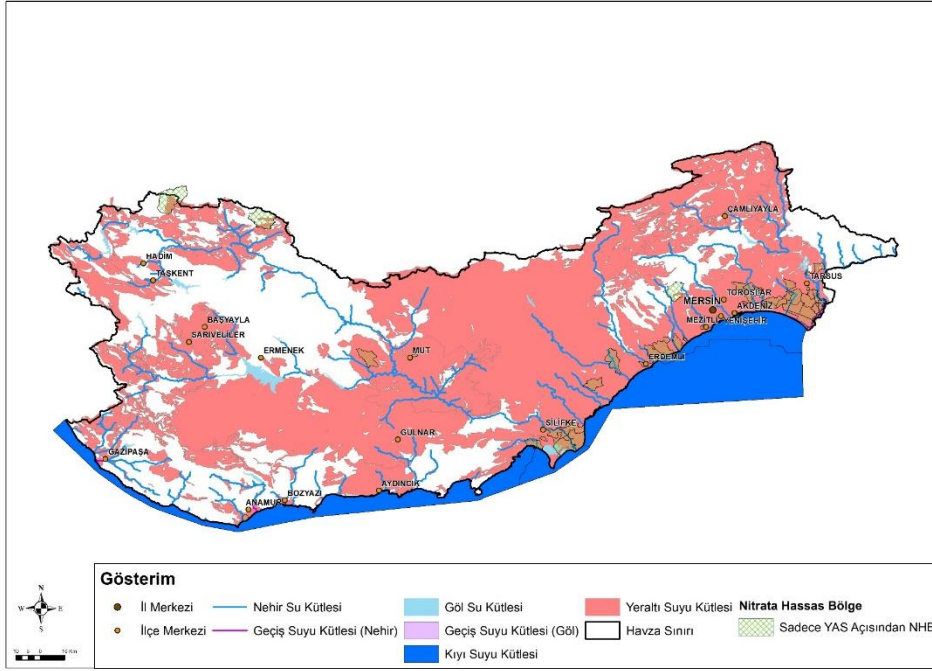 ÇAMLIYAYLA
HADİM
TAŞKENT
TARSUS
MERSİN
TOROSLAR
AKDENİZ
MEZİTLİ
YENİŞEHİR
BAŞYAYLA
SARIVELİLER
ERMENEK
MUT
ERDEMLİ
SİLİFKE
GÜLNAR
GAZİPAŞA
AYDINCIK
BOZYAZI
ANAMUR
Gösterim
İl Merkezi
Nehir Su Kütlesi
Göl Su Kütlesi
Yeraltı Suyu Kütlesi
Nitrata Hassas Bölge
İlçe Merkezi
Geçiş Suyu Kütlesi (Nehir)
Geçiş Suyu Kütlesi (Göl)
Havza Sınırı
Sadece YAS Açısından NHB
Kıyı Suyu Kütlesi
N
W
E
S